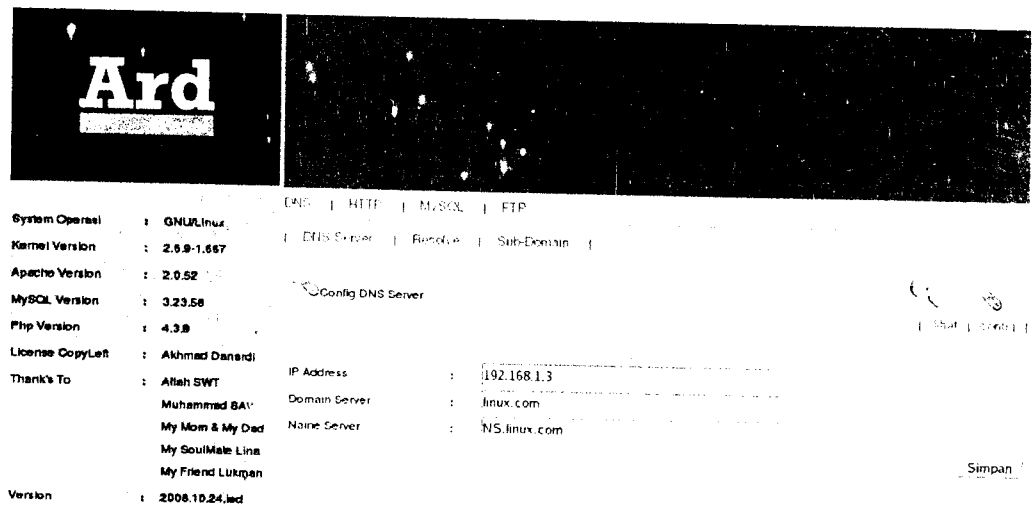 Ard
DNS | HTTP | MySQL | FTP
| DNS Server | Resolve | Sub-Domain |
System Operasi : GNU/Linux
Kernel Version : 2.6.9-1.667
Apache Version : 2.0.52
MySQL Version : 3.23.58
Php Version : 4.3.9
License CopyLeft : Akhmad Danardi
Thank's To : Allah SWT
Muhammad SAW
My Mom & My Dad
My SoulMate Lina
My Friend Lukman
Version : 2008.10.24.
Config DNS Server
IP Address : 192.168.1.3
Domain Server : linux.com
Name Server : NS.linux.com
Simpan